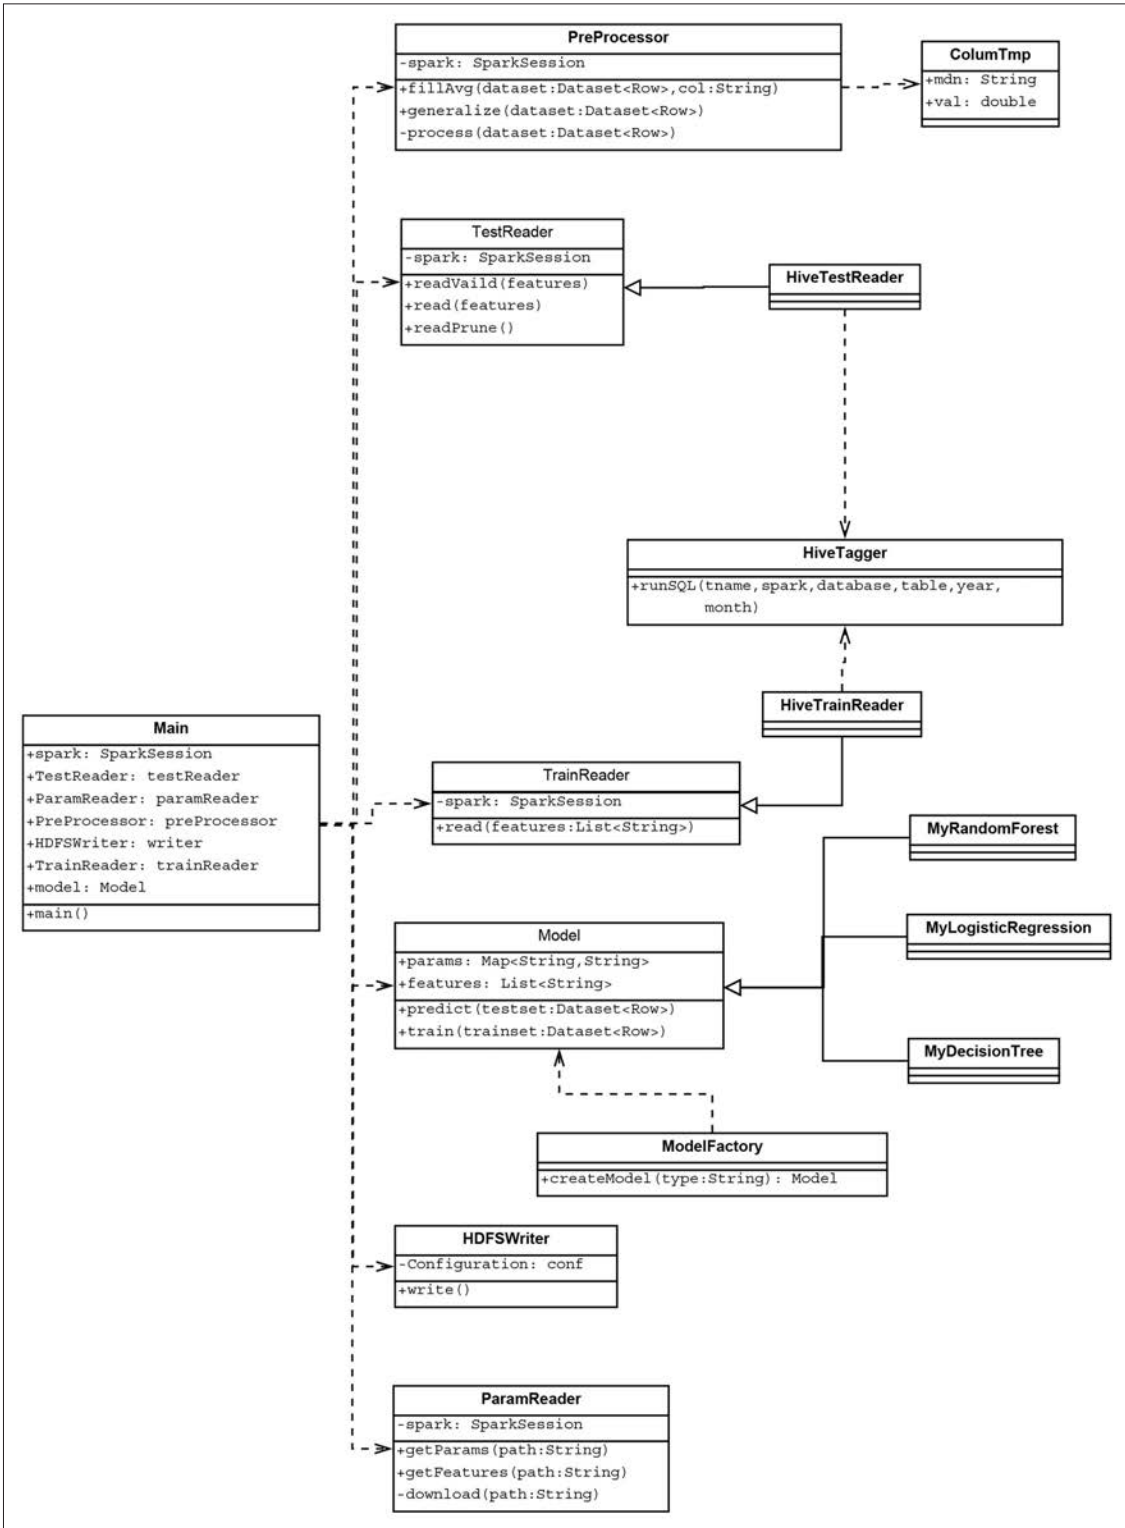 PreProcessor
-spark: SparkSession
+fillAvg(dataset:Dataset<Row>,col:String)
+generalize(dataset:Dataset<Row>)
-process(dataset:Dataset<Row>)
ColumTmp
+mdn: String
+val: double
TestReader
-spark: SparkSession
+readVaild(features)
+read(features)
+readPrune()
HiveTestReader
HiveTagger
+runSQL(tname,spark,database,table,year,
month)
HiveTrainReader
Main
+spark: SparkSession
+TestReader: testReader
+ParamReader: paramReader
+PreProcessor: preProcessor
+HDFSWriter: writer
+TrainReader: trainReader
+model: Model
+main()
TrainReader
-spark: SparkSession
+read(features:List<String>)
MyRandomForest
MyLogisticRegression
MyDecisionTree
Model
+params: Map<String,String>
+features: List<String>
+predict(testset:Dataset<Row>)
+train(trainset:Dataset<Row>)
ModelFactory
+createModel(type:String): Model
HDFSWriter
-Configuration: conf
+write()
ParamReader
-spark: SparkSession
+getParams(path:String)
+getFeatures(path:String)
-download(path:String)